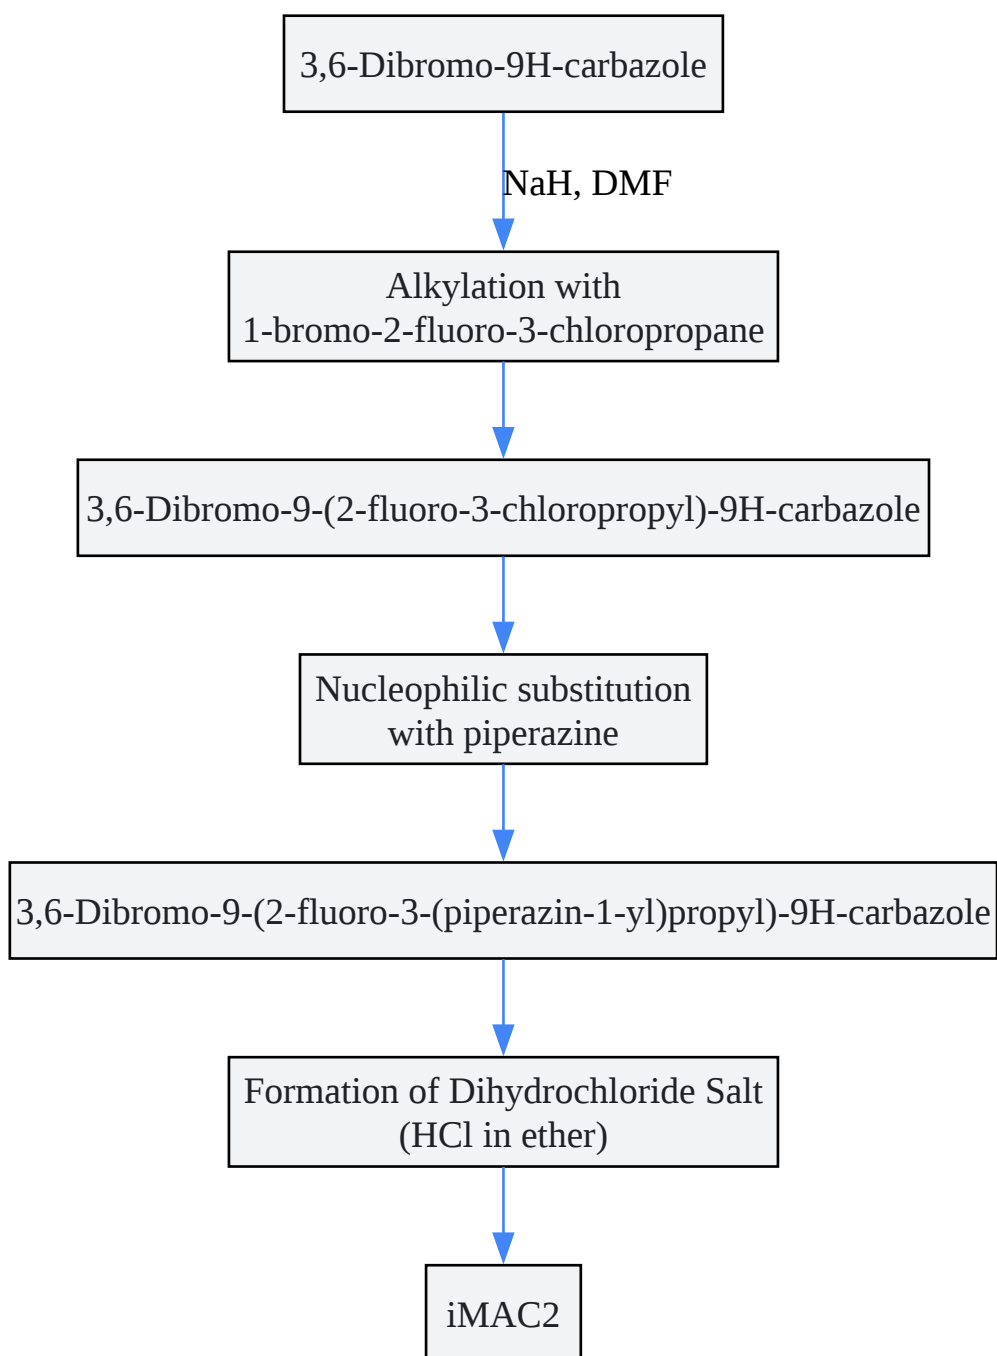 3,6-Dibromo-9H-carbazole
NaH, DMF
Alkylation with
1-bromo-2-fluoro-3-chloropropane
3,6-Dibromo-9-(2-fluoro-3-chloropropyl)-9H-carbazole
Nucleophilic substitution
with piperazine
3,6-Dibromo-9-(2-fluoro-3-(piperazin-1-yl)propyl)-9H-carbazole
Formation of Dihydrochloride Salt
(HCl in ether)
iMAC2